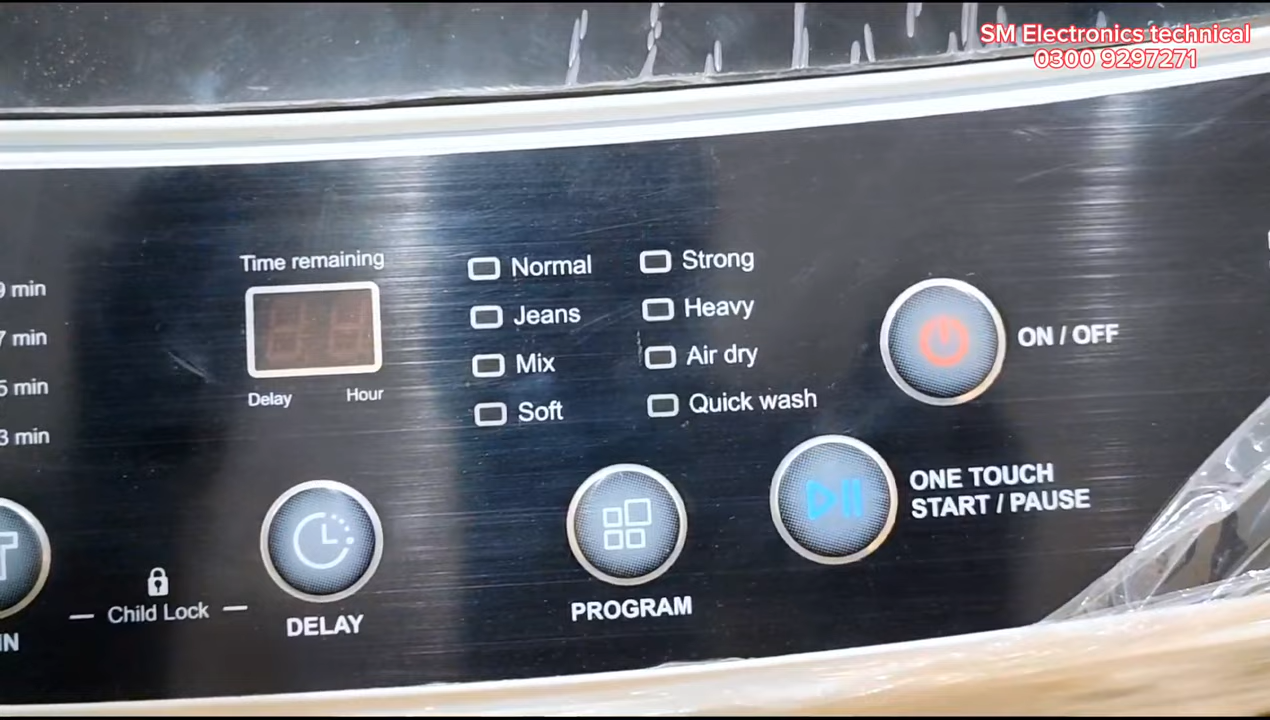 SM Electronics technical
0300 9297271
Time remaining
Delay Hour
9 min
7 min
5 min
3 min
Normal
Jeans
Mix
Soft
Strong
Heavy
Air dry
Quick wash
ON / OFF
ONE TOUCH
START / PAUSE
Child Lock
DELAY
PROGRAM